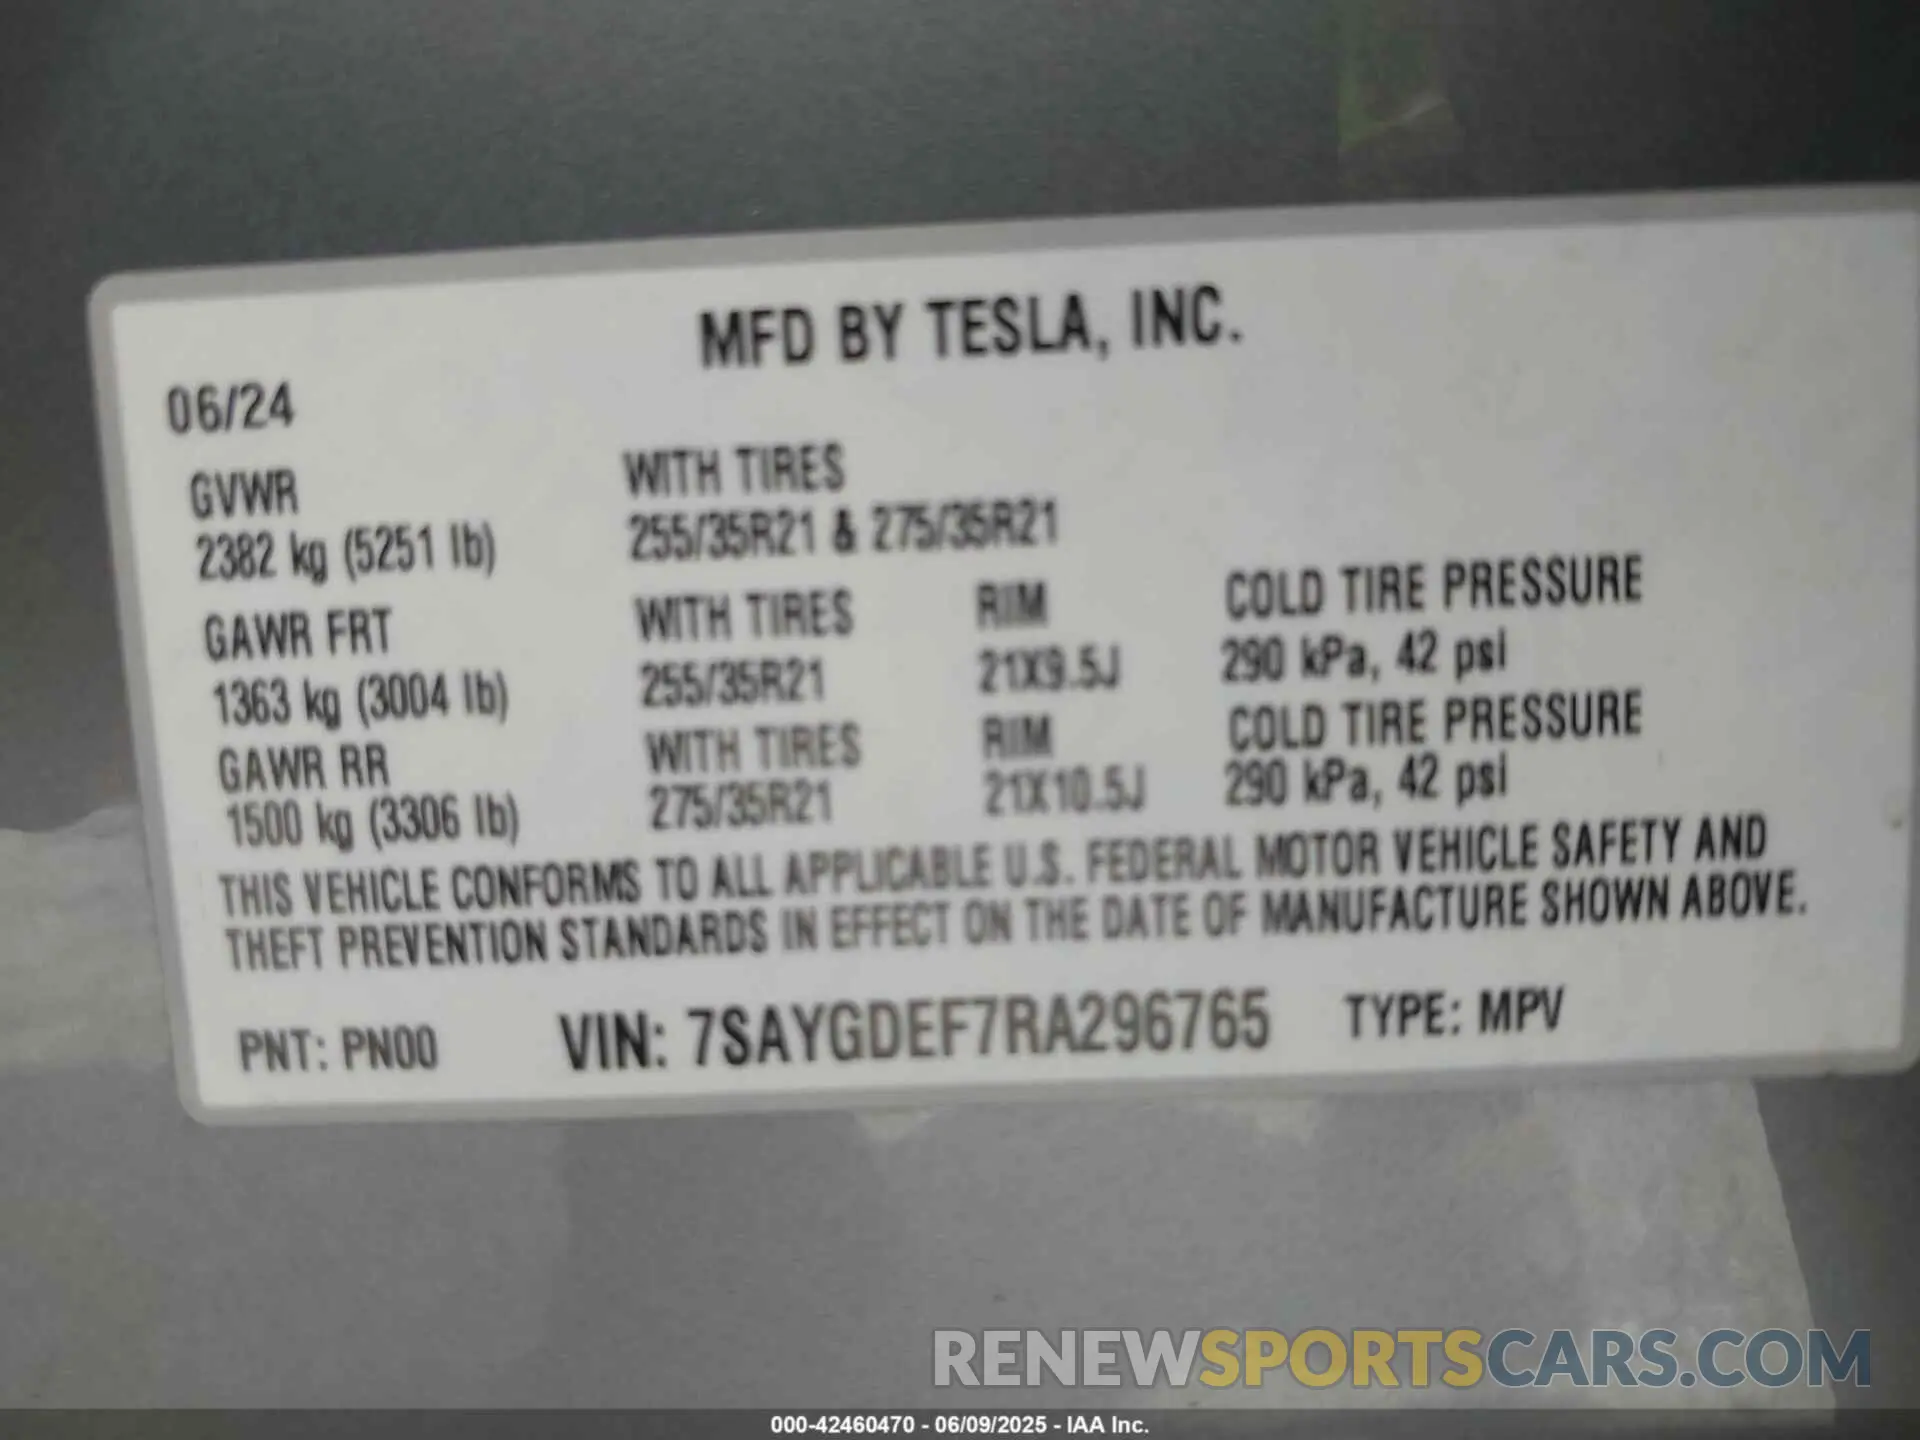 MFD BY TESLA, INC.
06/24
GVWR WITH TIRES
2382 kg (5251 lb) 255/35R21 & 275/35R21
GAWR FRT WITH TIRES RIM COLD TIRE PRESSURE
1363 kg (3004 lb) 255/35R21 21X9.5J 290 kPa, 42 psi
GAWR RR WITH TIRES RIM COLD TIRE PRESSURE
1500 kg (3306 lb) 275/35R21 21X10.5J 290 kPa, 42 psi
THIS VEHICLE CONFORMS TO ALL APPLICABLE U.S. FEDERAL MOTOR VEHICLE SAFETY AND
THEFT PREVENTION STANDARDS IN EFFECT ON THE DATE OF MANUFACTURE SHOWN ABOVE.
PNT: PN00 VIN: 7SAYGDEF7RA296765 TYPE: MPV
RENEWSPORTSCARS.COM
000-42460470 - 06/09/2025 - IAA Inc.